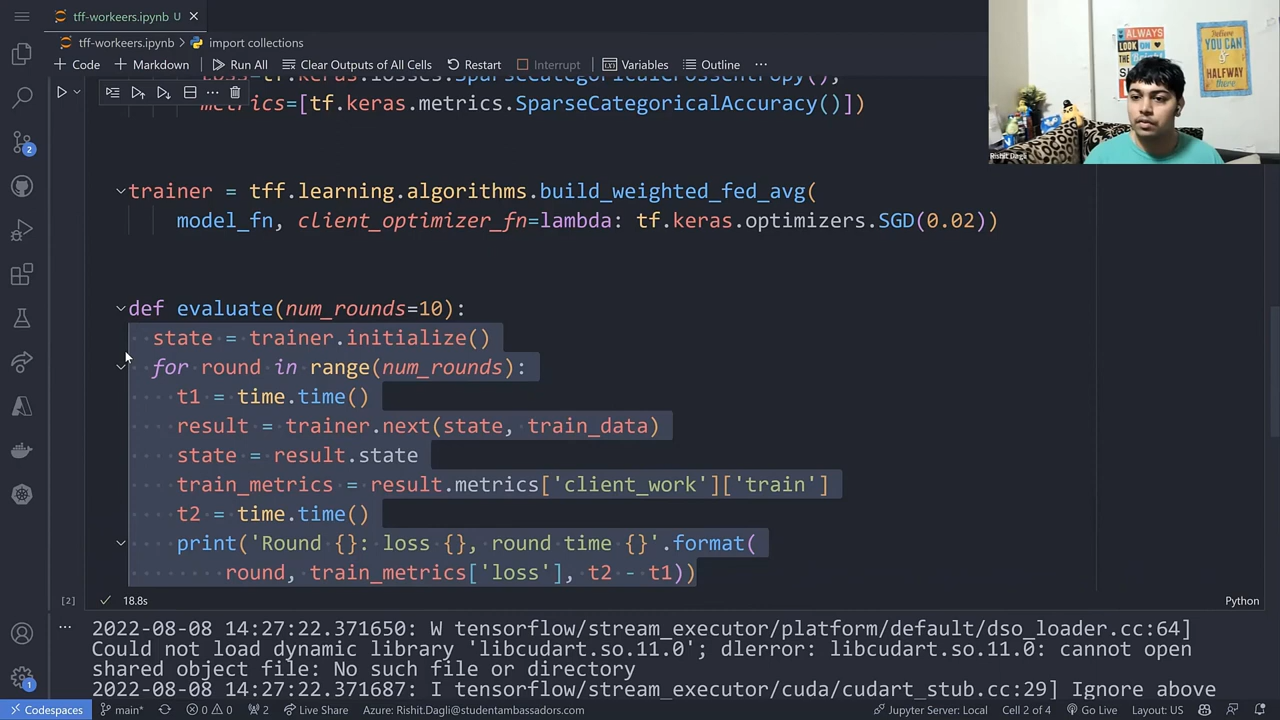 tff-workeers.ipynb U
tff-workeers.ipynb > import collections
+ Code + Markdown Run All Clear Outputs of All Cells Restart Interrupt Variables Outline ...
metrics=[tf.keras.metrics.SparseCategoricalAccuracy()])
trainer = tff.learning.algorithms.build_weighted_fed_avg(
model_fn, client_optimizer_fn=lambda: tf.keras.optimizers.SGD(0.02))
def evaluate(num_rounds=10):
state = trainer.initialize()
for round in range(num_rounds):
t1 = time.time()
result = trainer.next(state, train_data)
state = result.state
train_metrics = result.metrics['client_work']['train']
t2 = time.time()
print('Round {}: loss {}, round time {}'.format(
round, train_metrics['loss'], t2 - t1))
[2] 18.8s Python
2022-08-08 14:27:22.371650: W tensorflow/stream_executor/platform/default/dso_loader.cc:64]
Could not load dynamic library 'libcudart.so.11.0'; dlerror: libcudart.so.11.0: cannot open
shared object file: No such file or directory
2022-08-08 14:27:22.371687: I tensorflow/stream_executor/cuda/cudart_stub.cc:29] Ignore above
Codespaces main* 0 0 2 Live Share Azure: Rishit.Dagli@studentambassadors.com Jupyter Server: Local Cell 2 of 4 Go Live Layout: US
2
1
ALWAYS
LOOK ON
YOU CAN
HALFWAY
there
Rishit Dagli